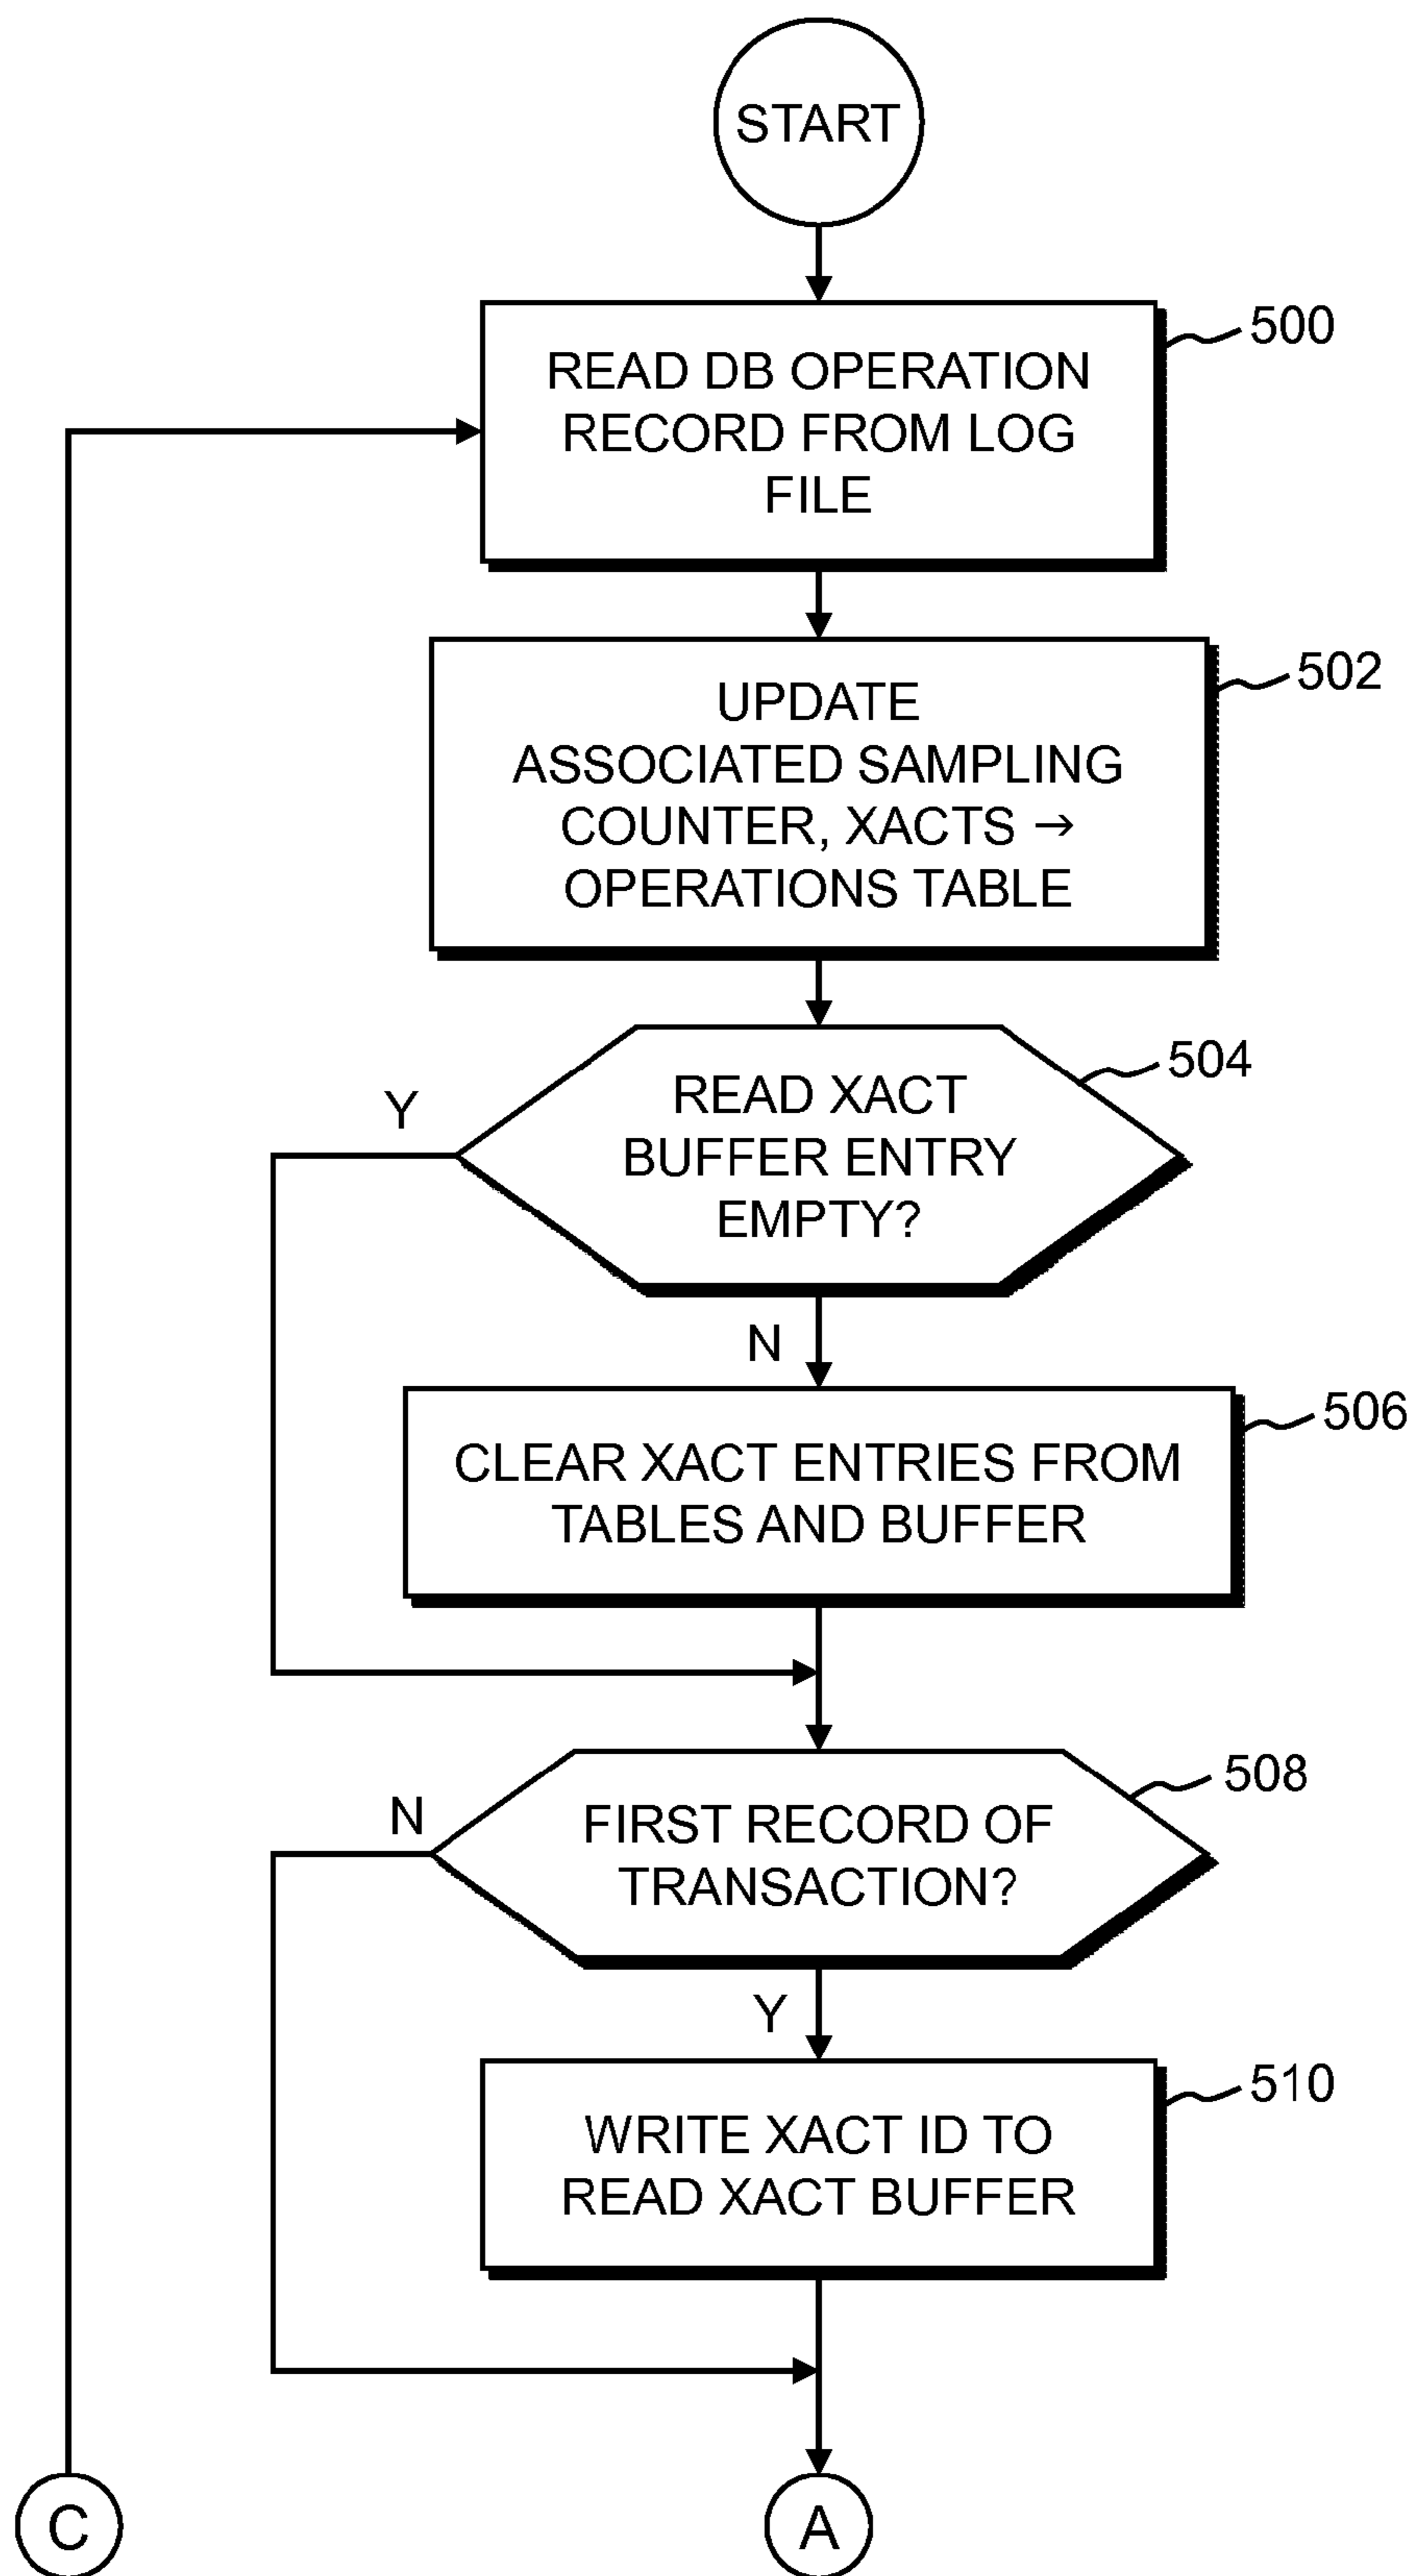 START
500
READ DB OPERATION
RECORD FROM LOG
FILE
502
UPDATE
ASSOCIATED SAMPLING
COUNTER, XACTS →
OPERATIONS TABLE
504
READ XACT
BUFFER ENTRY
EMPTY?
Y
N
506
CLEAR XACT ENTRIES FROM
TABLES AND BUFFER
508
FIRST RECORD OF
TRANSACTION?
N
Y
510
WRITE XACT ID TO
READ XACT BUFFER
C
A